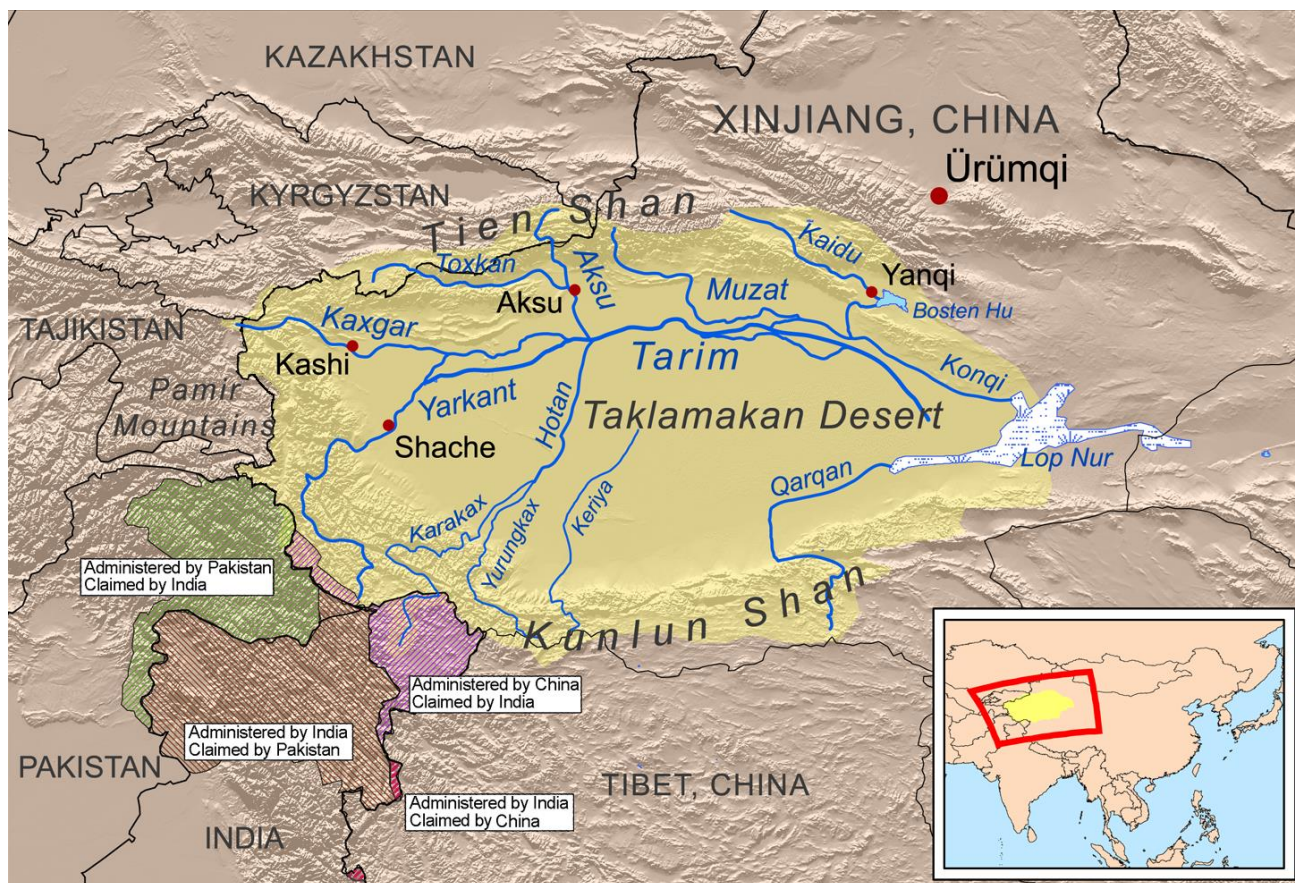 KAZAKHSTAN
XINJIANG, CHINA
Ürümqi
KYRGYZSTAN
Tien Shan
Toxkan
Aksu
Kaidu
Aksu
Muzat
Yanqi
Bosten Hu
TAJIKISTAN
Kaxgar
Kashi
Tarim
Konqi
Pamir
Mountains
Yarkant
Hotan
Taklamakan Desert
Shache
Lop Nur
Qarqan
Karakax
Yurungkax
Keriya
Kunlun Shan
Administered by Pakistan
Claimed by India
Administered by China
Claimed by India
Administered by India
Claimed by Pakistan
PAKISTAN
TIBET, CHINA
Administered by India
Claimed by China
INDIA